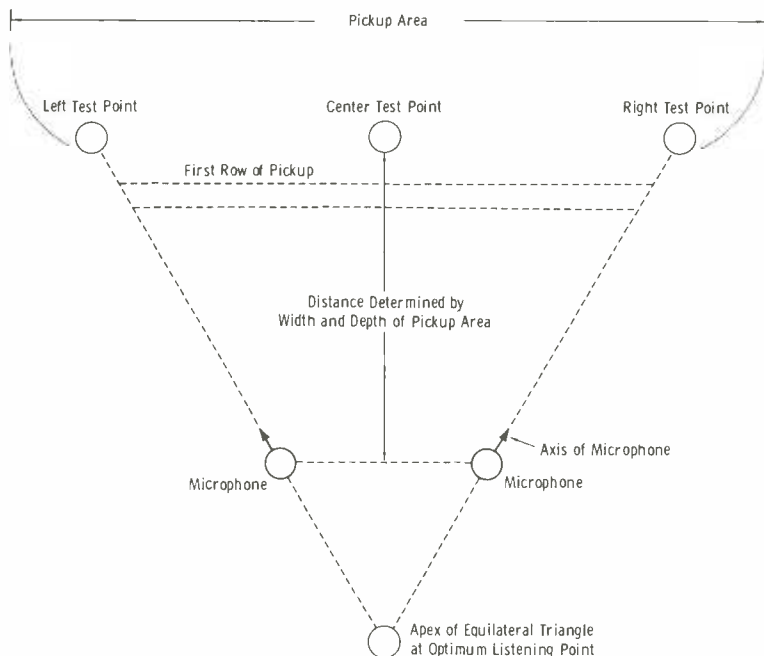 Pickup Area
Left Test Point
Center Test Point
Right Test Point
First Row of Pickup
Distance Determined by
Width and Depth of Pickup Area
Axis of Microphone
Microphone
Microphone
Apex of Equilateral Triangle
at Optimum Listening Point